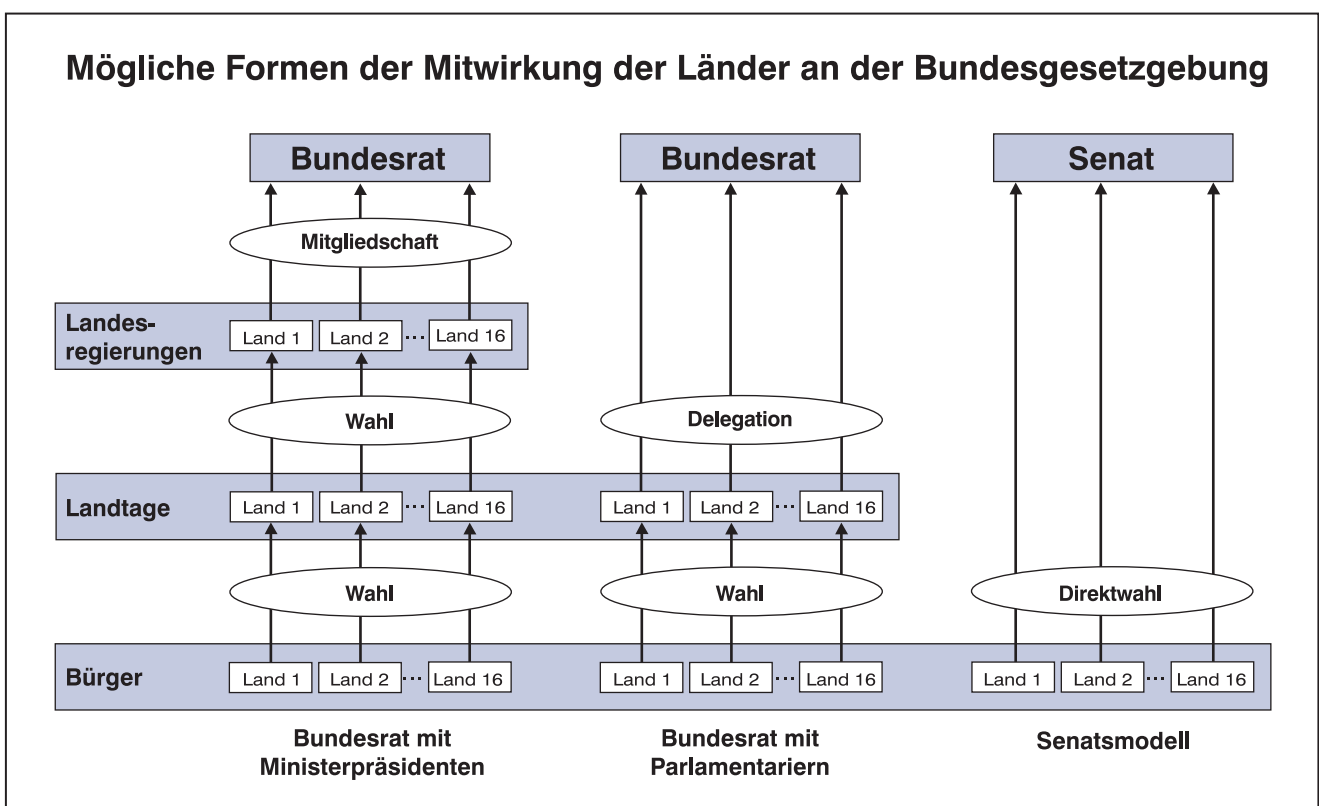 Mögliche Formen der Mitwirkung der Länder an der Bundesgesetzgebung
Bundesrat Bundesrat Senat
Mitgliedschaft
Landes-
regierungen
Land 1 Land 2 ... Land 16
Wahl Delegation
Landtage Land 1 Land 2 ... Land 16 Land 1 Land 2 ... Land 16
Wahl Wahl Direktwahl
Bürger Land 1 Land 2 ... Land 16 Land 1 Land 2 ... Land 16 Land 1 Land 2 ... Land 16
Bundesrat mit
Ministerpräsidenten
Bundesrat mit
Parlamentariern
Senatsmodell